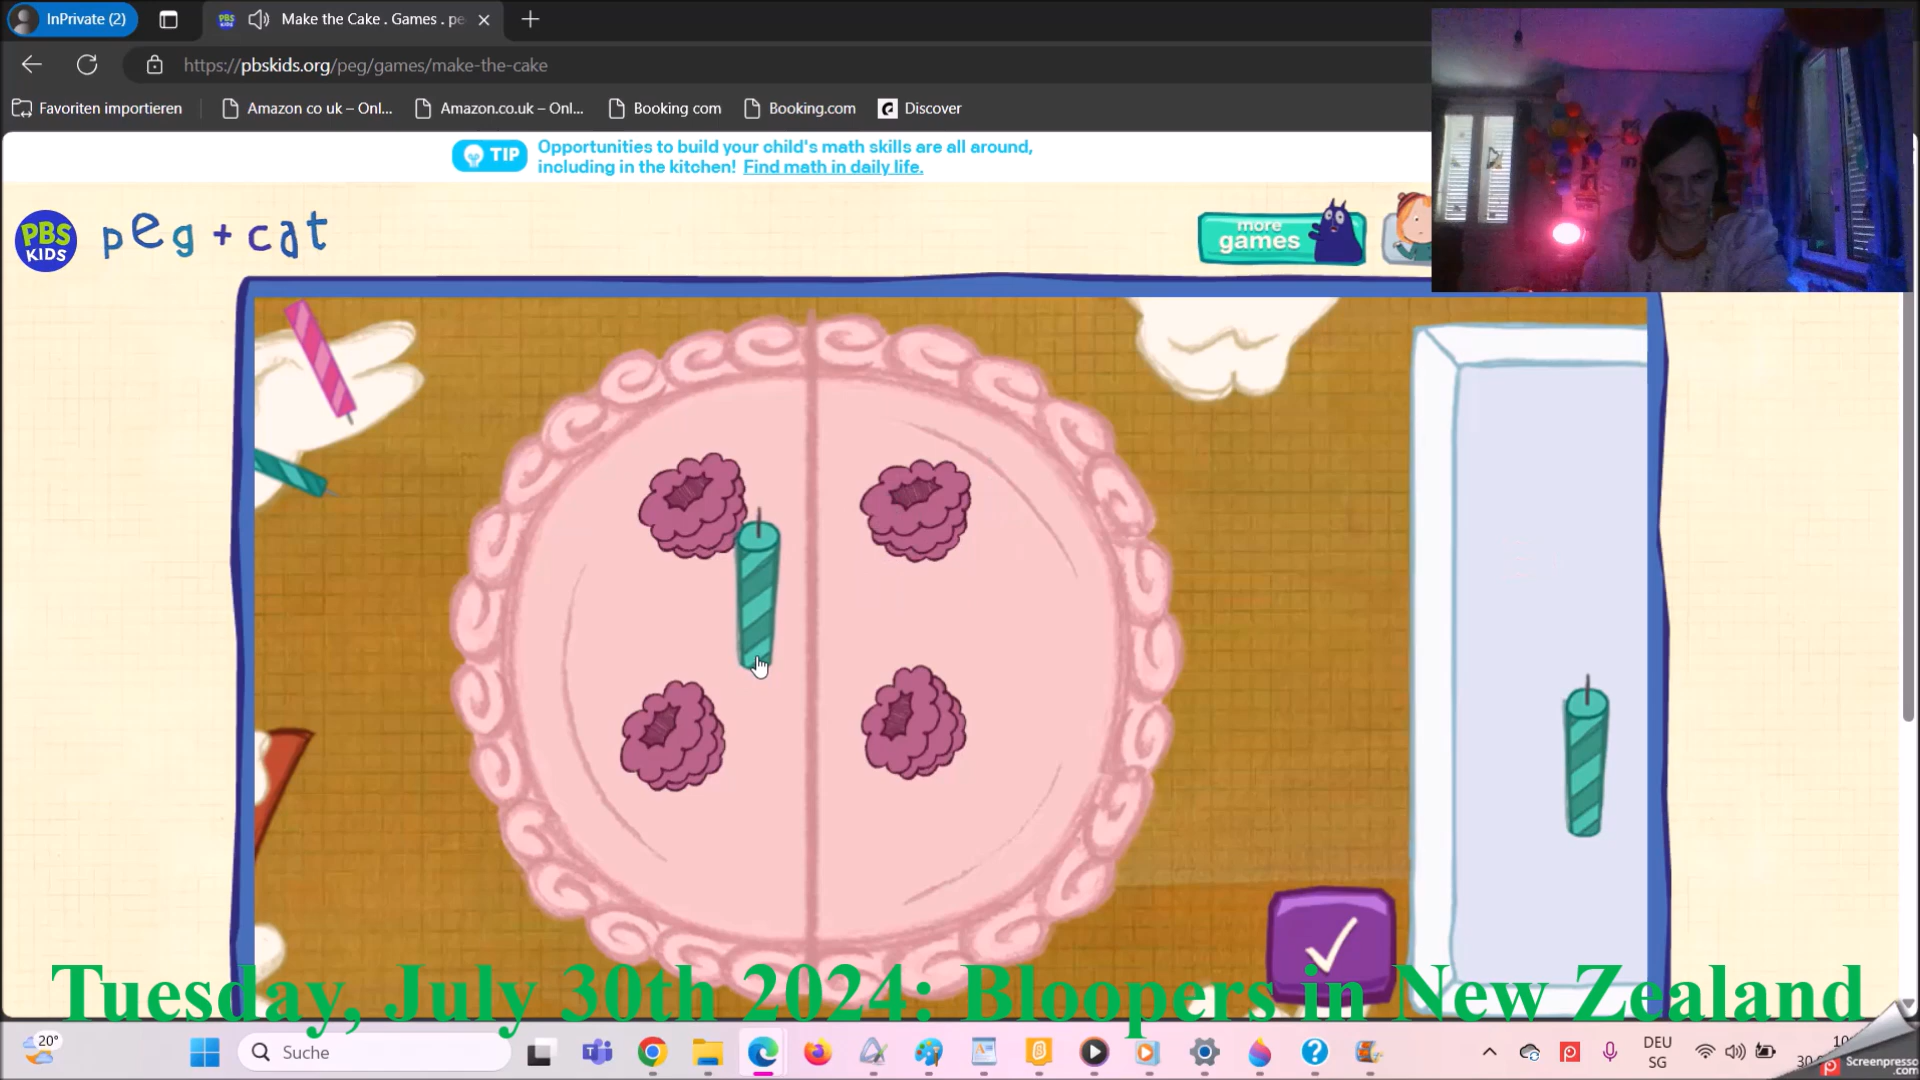 InPrivate (2)
Make the Cake . Games . pe
https://pbskids.org/peg/games/make-the-cake
Favoriten importieren
Amazon co uk – Onl...
Amazon.co.uk – Onl...
Booking com
Booking.com
Discover
TIP
Opportunities to build your child's math skills are all around,
including in the kitchen! Find math in daily life.
PBS
KIDS
peg + cat
more
games
Tuesday, July 30th 2024: Bloopers in New Zealand
20°
Suche
DEU
SG
Screenpresso
.com